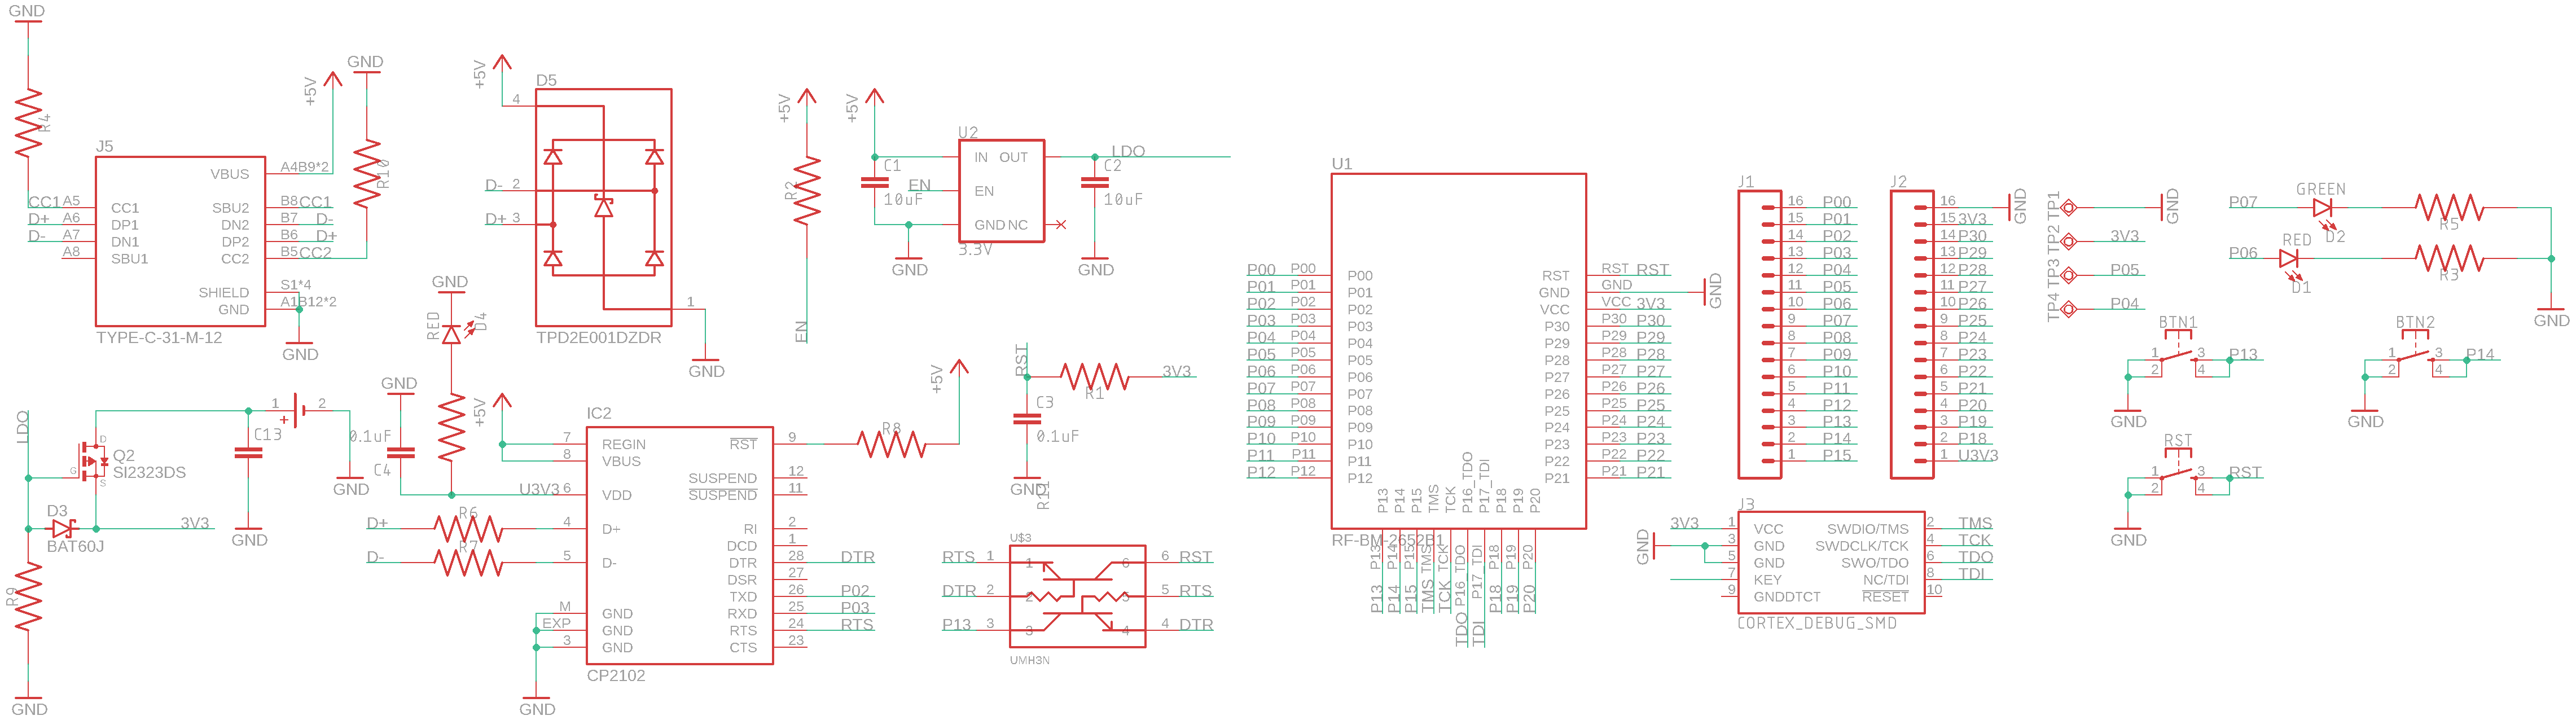 GND
R4
J5
CC1 A5
D+ A6
D- A7
A8
CC1
DP1
DN1
SBU1
VBUS
SBU2
DN2
DP2
CC2
SHIELD
GND
A4B9*2
B8 CC1
B7 D-
B6 D+
B5 CC2
S1*4
A1B12*2
TYPE-C-31-M-12
+5V
GND
R10
GND
+5V
D5
4
D- 2
D+ 3
1
TPD2E001DZDR
GND
+5V
R2
EN
+5V
C1
10uF
EN
GND
U2
IN OUT
EN
GND NC
3.3V
LDO
C2
10uF
GND
LDO
D
G
S
Q2
SI2323DS
D3
BAT60J
3V3
R9
GND
C13
GND
1 2
+
GND
GND
0.1uF
C4
GND
RED
D4
+5V
U3V3
D+
R6
D-
R7
IC2
7 REGIN
8 VBUS
6 VDD
4 D+
5 D-
M GND
EXP GND
3 GND
RST 9
SUSPEND 12
SUSPEND 11
RI 2
DCD 1
DTR 28 DTR
DSR 27
TXD 26 P02
RXD 25 P03
RTS 24 RTS
CTS 23
CP2102
GND
R8
+5V
RST
R1
3V3
C3
0.1uF
GND
R11
U$3
RTS 1 1
DTR 2 2
P13 3 3
6 6 RST
5 5 RTS
4 4 DTR
UMH3N
U1
P00 P00 P00
P01 P01 P01
P02 P02 P02
P03 P03 P03
P04 P04 P04
P05 P05 P05
P06 P06 P06
P07 P07 P07
P08 P08 P08
P09 P09 P09
P10 P10 P10
P11 P11 P11
P12 P12 P12
RST RST RST
GND GND GND
VCC VCC 3V3
P30 P30 P30
P29 P29 P29
P28 P28 P28
P27 P27 P27
P26 P26 P26
P25 P25 P25
P24 P24 P24
P23 P23 P23
P22 P22 P22
P21 P21 P21
P13 P14 P15 TMS TCK P16_TDO P17_TDI P18 P19 P20
RF-BM-2652B1
P13 P14 P15 TMS TCK P16_TDO P17_TDI P18 P19 P20
P13 P14 P15 TMS TCK TDO TDI P18 P19 P20
J1
16 P00
15 P01
14 P02
13 P03
12 P04
11 P05
10 P06
9 P07
8 P08
7 P09
6 P10
5 P11
4 P12
3 P13
2 P14
1 P15
J2
16 GND
15 3V3
14 P30
13 P29
12 P28
11 P27
10 P26
9 P25
8 P24
7 P23
6 P22
5 P21
4 P20
3 P19
2 P18
1 U3V3
J3
3V3
GND
1 VCC
3 GND
5 GND
7 KEY
9 GNDDTCT
SWDIO/TMS 2 TMS
SWDCLK/TCK 4 TCK
SWO/TDO 6 TDO
NC/TDI 8 TDI
RESET 10
CORTEX_DEBUG_SMD
TP1 GND
TP2 3V3
TP3 P05
TP4 P04
P07
GREEN
D2
R5
P06
RED
D1
R3
GND
BTN1
1 3 P13
2 4
GND
BTN2
1 3 P14
2 4
GND
RST
1 3 RST
2 4
GND